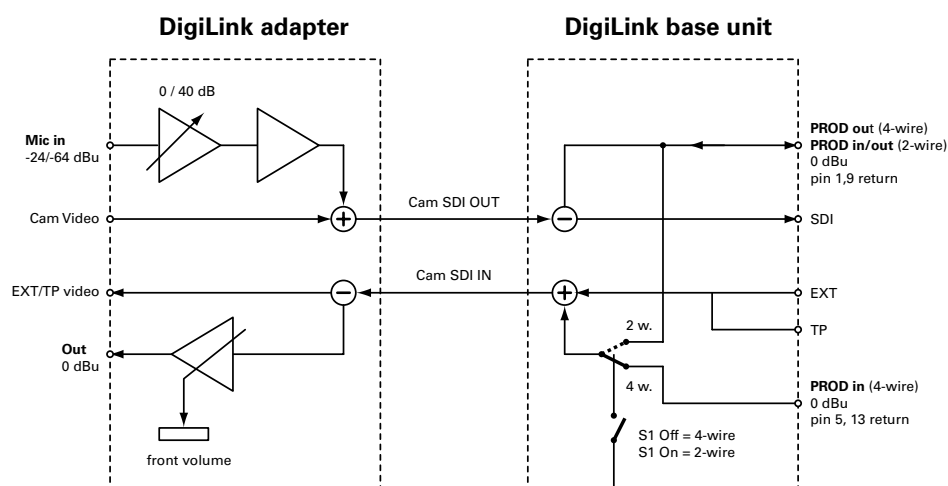 DigiLink adapter
DigiLink base unit
0 / 40 dB
Mic in
-24/-64 dBu
PROD out (4-wire)
PROD in/out (2-wire)
0 dBu
pin 1,9 return
Cam Video
+
Cam SDI OUT
−
SDI
EXT/TP video
−
Cam SDI IN
+
EXT
TP
2 w.
Out
0 dBu
4 w.
PROD in (4-wire)
0 dBu
pin 5, 13 return
front volume
S1 Off = 4-wire
S1 On = 2-wire